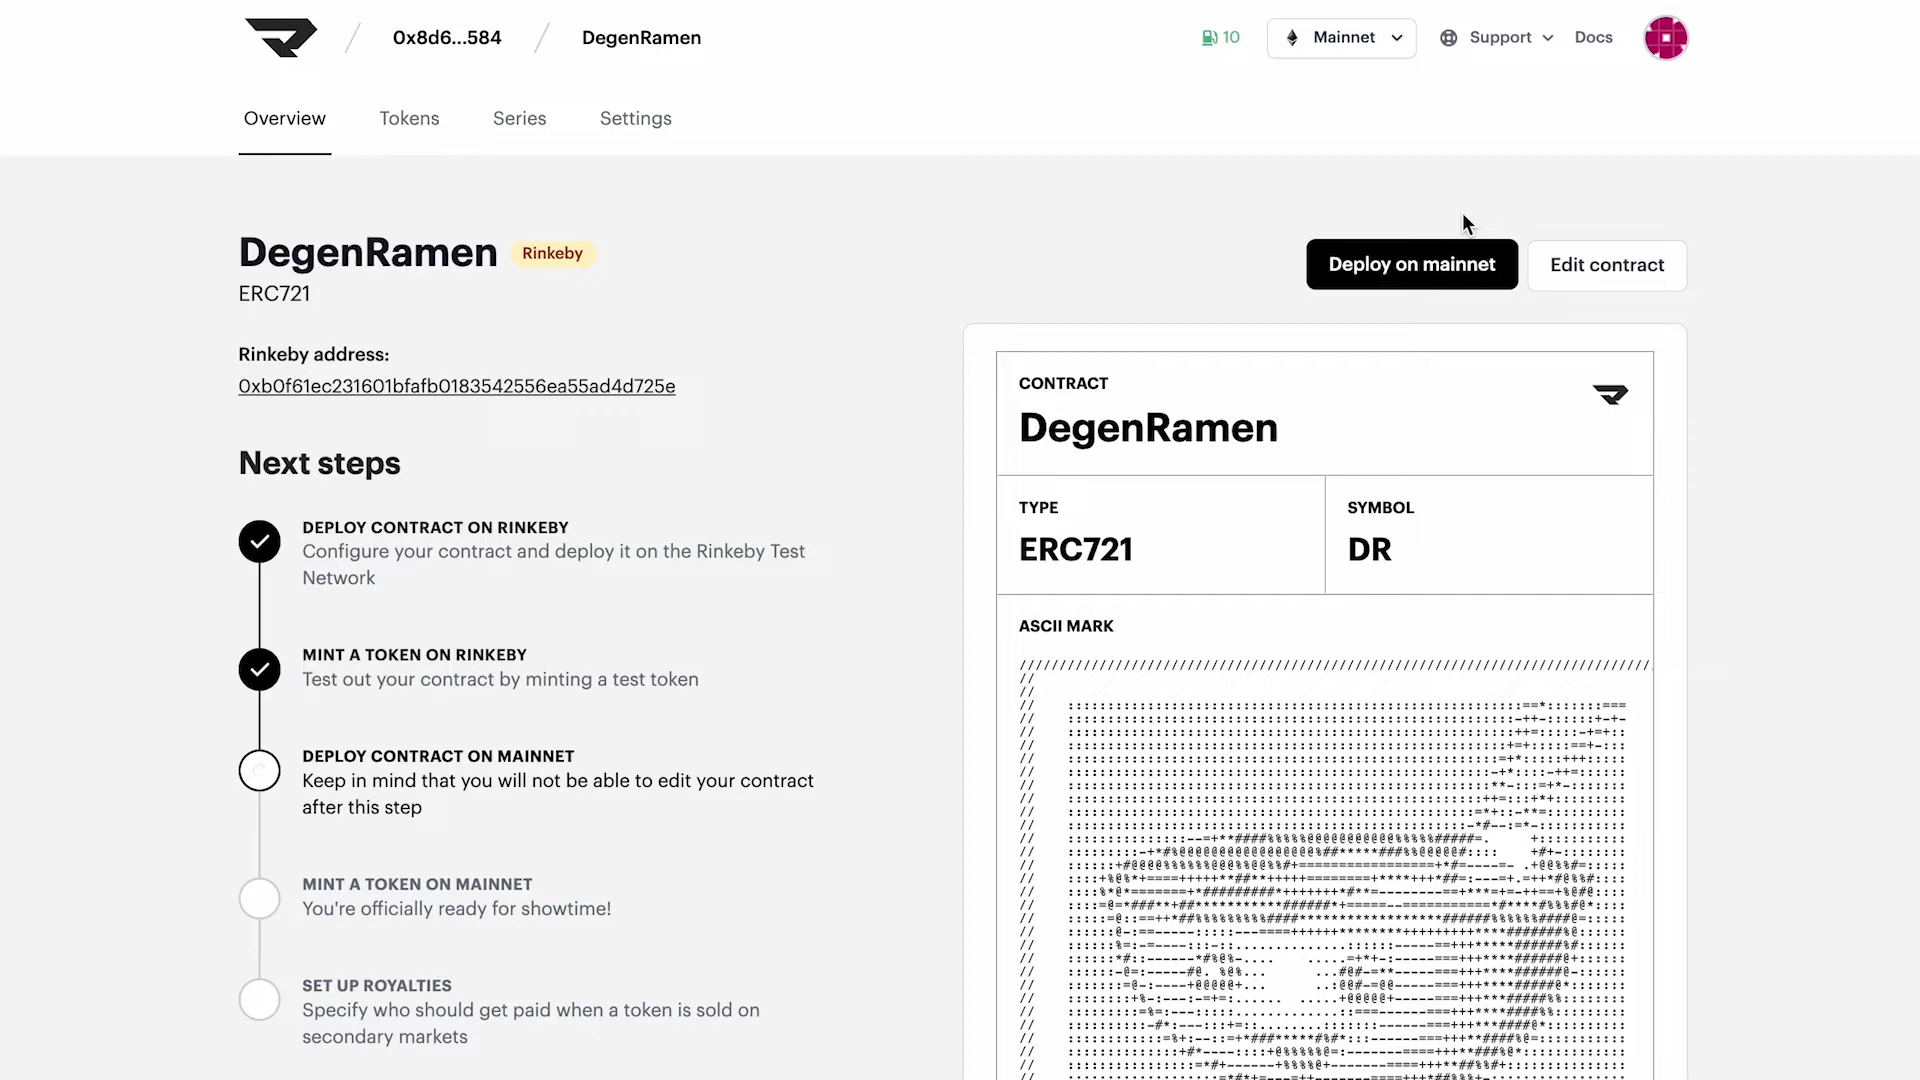 0x8d6...584
DegenRamen
10
Mainnet
Support
Docs
Overview
Tokens
Series
Settings
DegenRamen
Rinkeby
ERC721
Deploy on mainnet
Edit contract
Rinkeby address:
0xb0f61ec231601bfafb0183542556ea55ad4d725e
Next steps
DEPLOY CONTRACT ON RINKEBY
Configure your contract and deploy it on the Rinkeby Test
Network
MINT A TOKEN ON RINKEBY
Test out your contract by minting a test token
DEPLOY CONTRACT ON MAINNET
Keep in mind that you will not be able to edit your contract
after this step
MINT A TOKEN ON MAINNET
You're officially ready for showtime!
SET UP ROYALTIES
Specify who should get paid when a token is sold on
secondary markets
CONTRACT
DegenRamen
TYPE
ERC721
SYMBOL
DR
ASCII MARK